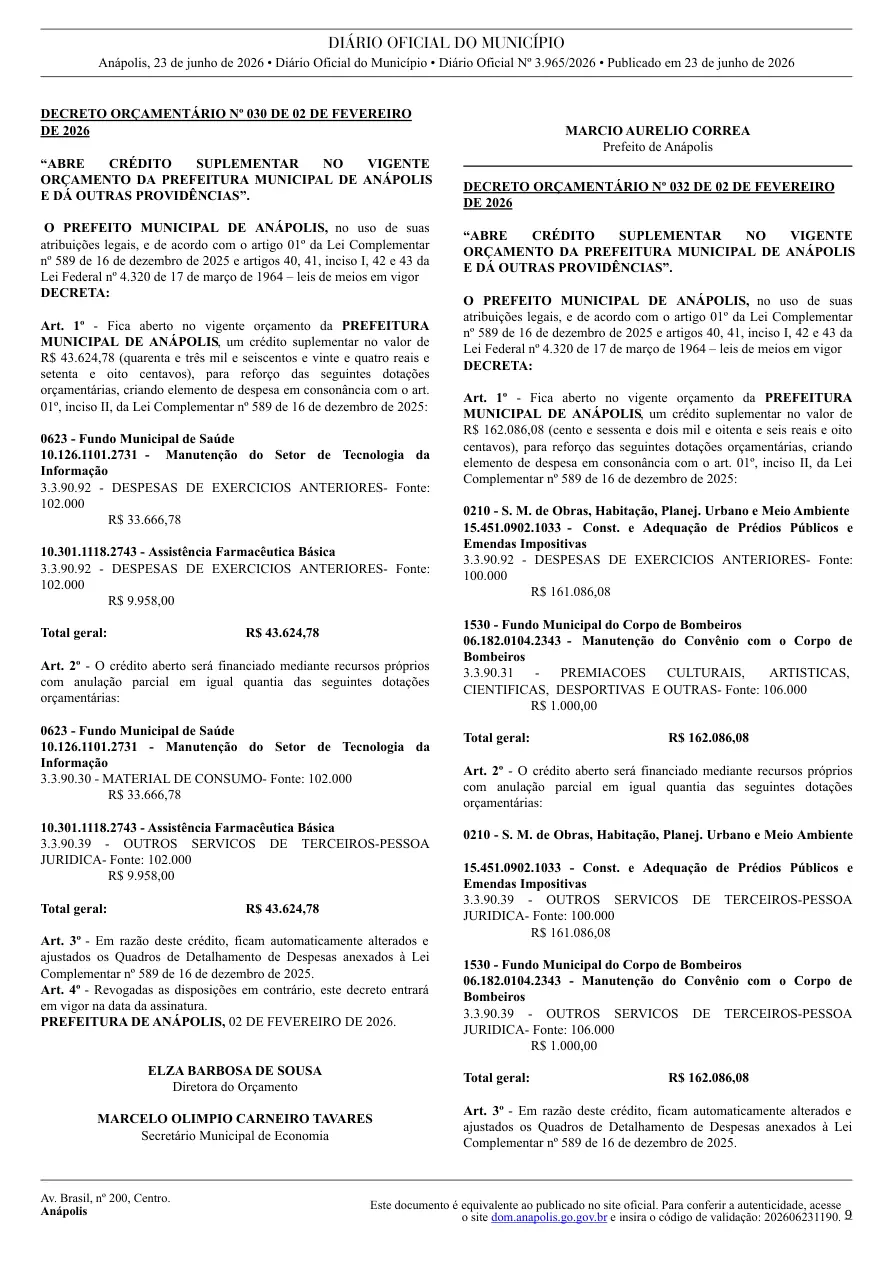 DIÁRIO OFICIAL DO MUNICÍPIO
Anápolis, 23 de junho de 2026 • Diário Oficial do Município • Diário Oficial Nº 3.965/2026 • Publicado em 23 de junho de 2026
DECRETO ORÇAMENTÁRIO Nº 030 DE 02 DE FEVEREIRO
DE 2026
“ABRE CRÉDITO SUPLEMENTAR NO VIGENTE
ORÇAMENTO DA PREFEITURA MUNICIPAL DE ANÁPOLIS
E DÁ OUTRAS PROVIDÊNCIAS”.
O PREFEITO MUNICIPAL DE ANÁPOLIS, no uso de suas
atribuições legais, e de acordo com o artigo 01º da Lei Complementar
nº 589 de 16 de dezembro de 2025 e artigos 40, 41, inciso I, 42 e 43 da
Lei Federal nº 4.320 de 17 de março de 1964 – leis de meios em vigor
DECRETA:
Art. 1º - Fica aberto no vigente orçamento da PREFEITURA
MUNICIPAL DE ANÁPOLIS, um crédito suplementar no valor de
R$ 43.624,78 (quarenta e três mil e seiscentos e vinte e quatro reais e
setenta e oito centavos), para reforço das seguintes dotações
orçamentárias, criando elemento de despesa em consonância com o art.
01º, inciso II, da Lei Complementar nº 589 de 16 de dezembro de 2025:
0623 - Fundo Municipal de Saúde
10.126.1101.2731 - Manutenção do Setor de Tecnologia da
Informação
3.3.90.92 - DESPESAS DE EXERCICIOS ANTERIORES- Fonte:
102.000
R$ 33.666,78
10.301.1118.2743 - Assistência Farmacêutica Básica
3.3.90.92 - DESPESAS DE EXERCICIOS ANTERIORES- Fonte:
102.000
R$ 9.958,00
Total geral: R$ 43.624,78
Art. 2º - O crédito aberto será financiado mediante recursos próprios
com anulação parcial em igual quantia das seguintes dotações
orçamentárias:
0623 - Fundo Municipal de Saúde
10.126.1101.2731 - Manutenção do Setor de Tecnologia da
Informação
3.3.90.30 - MATERIAL DE CONSUMO- Fonte: 102.000
R$ 33.666,78
10.301.1118.2743 - Assistência Farmacêutica Básica
3.3.90.39 - OUTROS SERVICOS DE TERCEIROS-PESSOA
JURIDICA- Fonte: 102.000
R$ 9.958,00
Total geral: R$ 43.624,78
Art. 3º - Em razão deste crédito, ficam automaticamente alterados e
ajustados os Quadros de Detalhamento de Despesas anexados à Lei
Complementar nº 589 de 16 de dezembro de 2025.
Art. 4º - Revogadas as disposições em contrário, este decreto entrará
em vigor na data da assinatura.
PREFEITURA DE ANÁPOLIS, 02 DE FEVEREIRO DE 2026.
ELZA BARBOSA DE SOUSA
Diretora do Orçamento
MARCELO OLIMPIO CARNEIRO TAVARES
Secretário Municipal de Economia
MARCIO AURELIO CORREA
Prefeito de Anápolis
DECRETO ORÇAMENTÁRIO Nº 032 DE 02 DE FEVEREIRO
DE 2026
“ABRE CRÉDITO SUPLEMENTAR NO VIGENTE
ORÇAMENTO DA PREFEITURA MUNICIPAL DE ANÁPOLIS
E DÁ OUTRAS PROVIDÊNCIAS”.
O PREFEITO MUNICIPAL DE ANÁPOLIS, no uso de suas
atribuições legais, e de acordo com o artigo 01º da Lei Complementar
nº 589 de 16 de dezembro de 2025 e artigos 40, 41, inciso I, 42 e 43 da
Lei Federal nº 4.320 de 17 de março de 1964 – leis de meios em vigor
DECRETA:
Art. 1º - Fica aberto no vigente orçamento da PREFEITURA
MUNICIPAL DE ANÁPOLIS, um crédito suplementar no valor de
R$ 162.086,08 (cento e sessenta e dois mil e oitenta e seis reais e oito
centavos), para reforço das seguintes dotações orçamentárias, criando
elemento de despesa em consonância com o art. 01º, inciso II, da Lei
Complementar nº 589 de 16 de dezembro de 2025:
0210 - S. M. de Obras, Habitação, Planej. Urbano e Meio Ambiente
15.451.0902.1033 - Const. e Adequação de Prédios Públicos e
Emendas Impositivas
3.3.90.92 - DESPESAS DE EXERCICIOS ANTERIORES- Fonte:
100.000
R$ 161.086,08
1530 - Fundo Municipal do Corpo de Bombeiros
06.182.0104.2343 - Manutenção do Convênio com o Corpo de
Bombeiros
3.3.90.31 - PREMIACOES CULTURAIS, ARTISTICAS,
CIENTIFICAS, DESPORTIVAS E OUTRAS- Fonte: 106.000
R$ 1.000,00
Total geral: R$ 162.086,08
Art. 2º - O crédito aberto será financiado mediante recursos próprios
com anulação parcial em igual quantia das seguintes dotações
orçamentárias:
0210 - S. M. de Obras, Habitação, Planej. Urbano e Meio Ambiente
15.451.0902.1033 - Const. e Adequação de Prédios Públicos e
Emendas Impositivas
3.3.90.39 - OUTROS SERVICOS DE TERCEIROS-PESSOA
JURIDICA- Fonte: 100.000
R$ 161.086,08
1530 - Fundo Municipal do Corpo de Bombeiros
06.182.0104.2343 - Manutenção do Convênio com o Corpo de
Bombeiros
3.3.90.39 - OUTROS SERVICOS DE TERCEIROS-PESSOA
JURIDICA- Fonte: 106.000
R$ 1.000,00
Total geral: R$ 162.086,08
Art. 3º - Em razão deste crédito, ficam automaticamente alterados e
ajustados os Quadros de Detalhamento de Despesas anexados à Lei
Complementar nº 589 de 16 de dezembro de 2025.
Av. Brasil, nº 200, Centro.
Anápolis
Este documento é equivalente ao publicado no site oficial. Para conferir a autenticidade, acesse
o site dom.anapolis.go.gov.br e insira o código de validação: 202606231190. 9